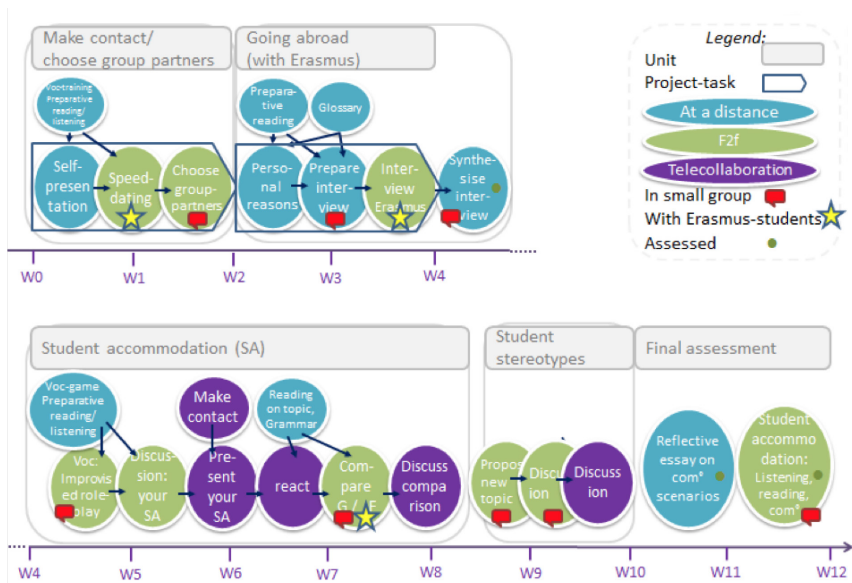 Make contact/
choose group partners
Going abroad
(with Erasmus)
Legend:
Unit
Project-task
At a distance
F2f
Telecollaboration
In small group
With Erasmus-students
Assessed
Voc-training
Preparative
reading/
listening
Prepara-
tive
reading
Glossary
Self-
presen
tation
Speed-
dating
Choose
group-
partners
Perso
nal
reasons
Prepare
inter-
view
Inter-
view
Erasmus
Synthe-
sise inter-
view
W0
W1
W2
W3
W4
Student accommodation (SA)
Student
stereotypes
Final assessment
Voc-game
Preparative
reading/
listening
Make
contact
Reading
on topic,
Grammar
Voc:
Improvis
ed role-
play
Discus-
sion:
your
SA
Pre-
sent
your
SA
react
Com-
pare
G /
Discuss
compa
rison
Propos
new
topic
Discu
ion
Discuss
ion
Reflective
essay on
com°
scenarios
Student
accommo
dation:
Listening,
reading,
com°
W4
W5
W6
W7
W8
W9
W10
W11
W12